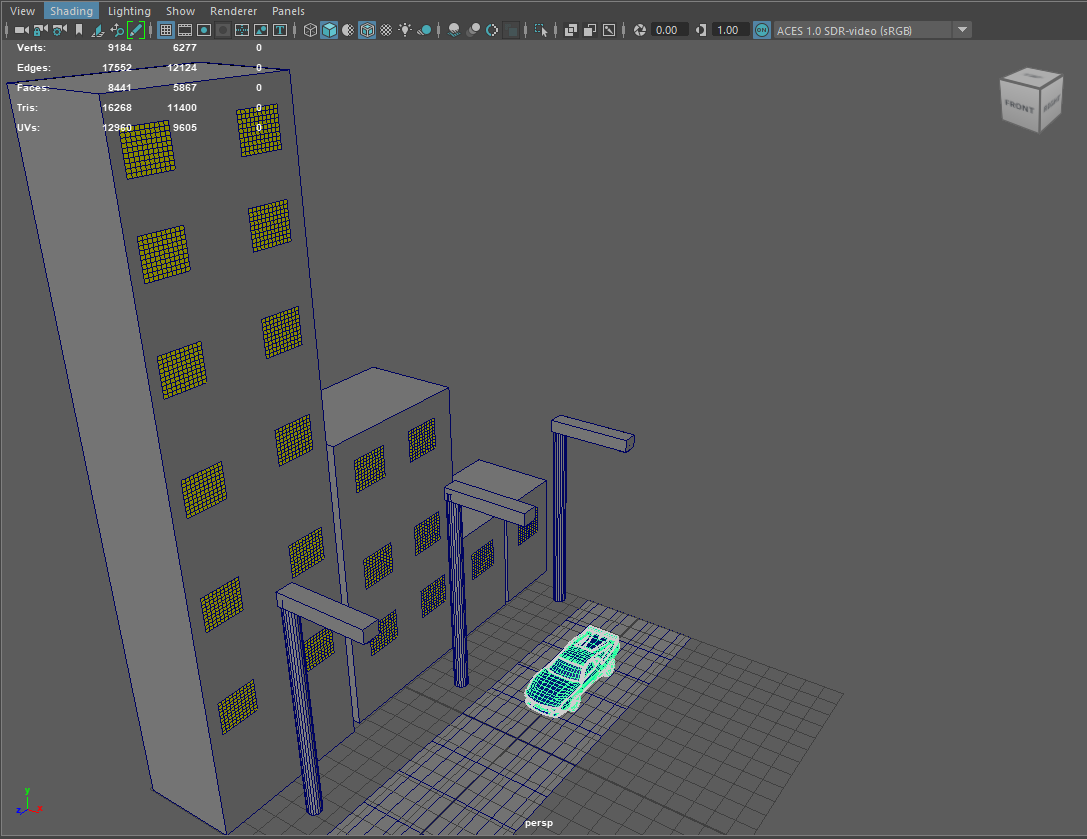 View Shading Lighting Show Renderer Panels
0.00 1.00 ON ACES 1.0 SDR-video (sRGB)
Verts: 9184 6277 0
Edges: 17552 12124 0
Faces: 8441 5867 0
Tris: 16268 11400 0
UVs: 12960 9605 0
FRONT
y
z x
persp